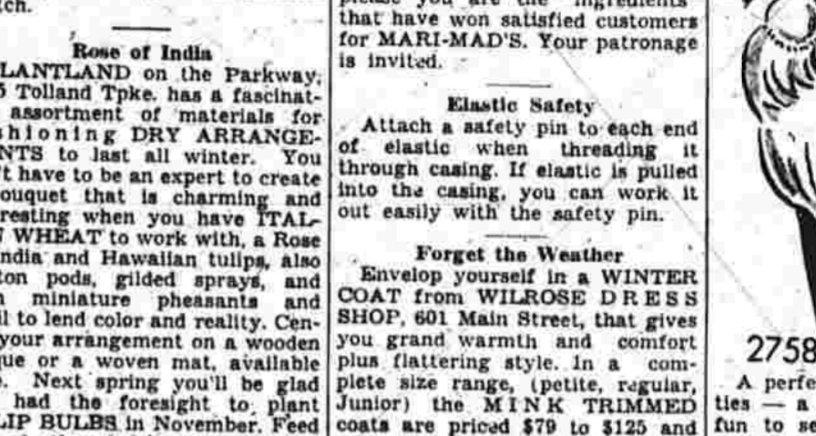 ich.
Rose of India
LANTLAND on the Parkway,
5 Tolland Tpke. has a fascinat-
assortment of materials for
shioning DRY ARRANGE-
NTS to last all winter. You
't have to be an expert to create
ouquet that is charming and
resting when you have ITAL-
WHEAT to work with, a Rose
ndia and Hawaiian tulips, also
ton pods, gilded sprays, and
miniature pheasants and
il to lend color and reality. Cen-
your arrangement on a wooden
ue or a woven mat, available
Next spring you'll be glad
had the foresight to plant
LIP BULBS in November. Feed
please you are the ingredients
that have won satisfied customers
for MARI-MAD'S. Your patronage
is invited.
Elastic Safety
Attach a safety pin to each end
of elastic when threading it
through casing. If elastic is pulled
into the casing, you can work it
out easily with the safety pin.
Forget the Weather
Envelop yourself in a WINTER
COAT from WILROSE DRESS
SHOP, 601 Main Street, that gives
you grand warmth and comfort
plus flattering style. In a com-
plete size range, (petite, regular,
Junior) the MINK TRIMMED
coats are priced $79 to $125 and
2758
A perfe
ties — a
fun to se